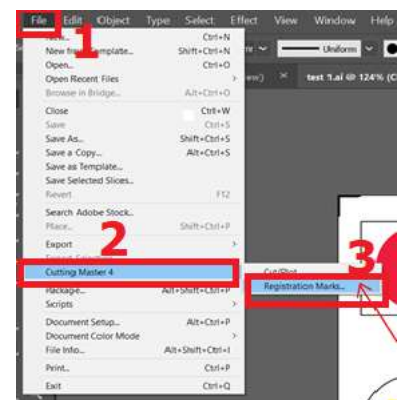 File Edit Object Type Select Effect View Window Help
1
New... Ctrl+N
New from Template... Shift+Ctrl+N
Uniform
Open... Ctrl+O
Open Recent Files >
test 1.ai @ 124% (C
Browse in Bridge... Alt+Ctrl+O
Close Ctrl+W
Save Ctrl+S
Save As... Shift+Ctrl+S
Save a Copy... Alt+Ctrl+S
Save as Template...
Save Selected Slices...
Revert F12
Search Adobe Stock...
Place... Shift+Ctrl+P
2
Export >
3
Cutting Master 4
Cut/Plot
Registration Marks...
Package... Alt+Shift+Ctrl+P
Scripts >
Document Setup... Alt+Ctrl+P
Document Color Mode >
File Info... Alt+Shift+Ctrl+I
Print... Ctrl+P
Exit Ctrl+Q